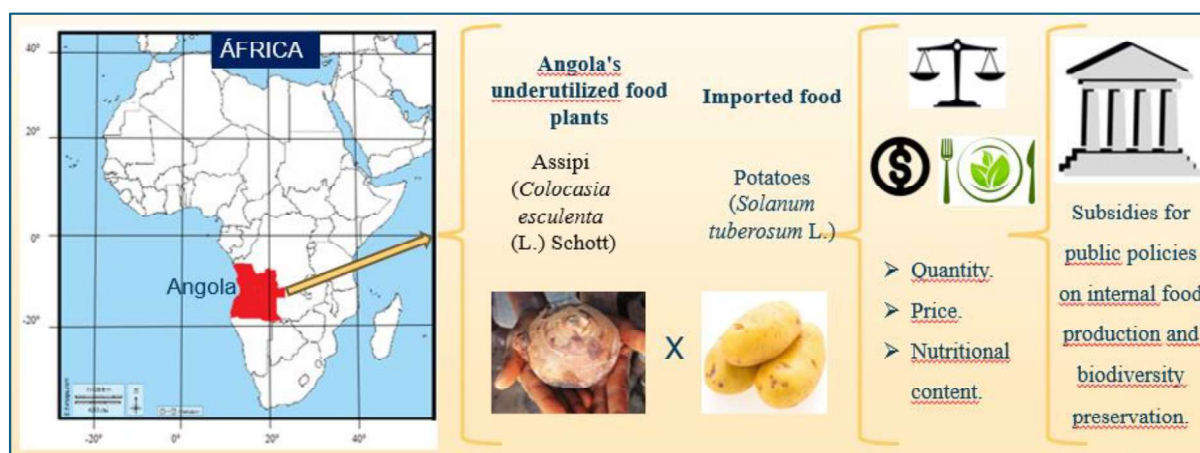 ÁFRICA
40°
20°
0°
-20°
Angola
-20°
0°
20°
40°
Angola's
underutilized food
plants
Assipi
(Colocasia
esculenta
(L.) Schott)
X
Imported food
Potatoes
(Solanum
tuberosum L.)
$
➢ Quantity.
➢ Price.
➢ Nutritional
content.
Subsidies for
public policies
on internal food
production and
biodiversity
preservation.